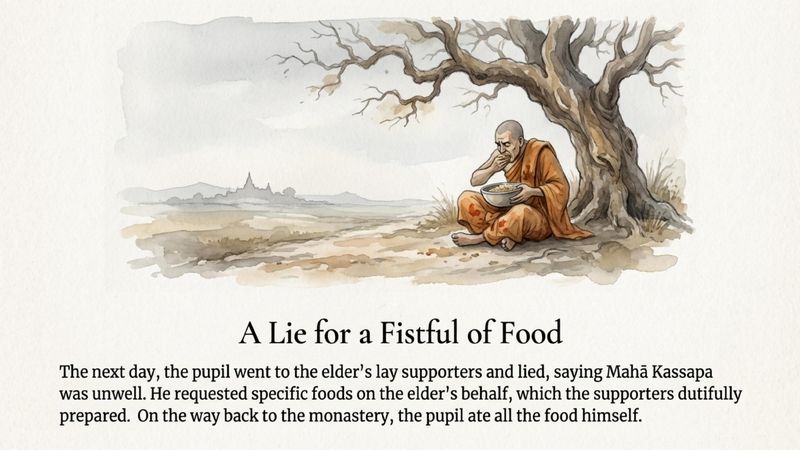 A Lie for a Fistful of Food
The next day, the pupil went to the elder’s lay supporters and lied, saying Mahā Kassapa
was unwell. He requested specific foods on the elder’s behalf, which the supporters dutifully
prepared.  On the way back to the monastery, the pupil ate all the food himself.